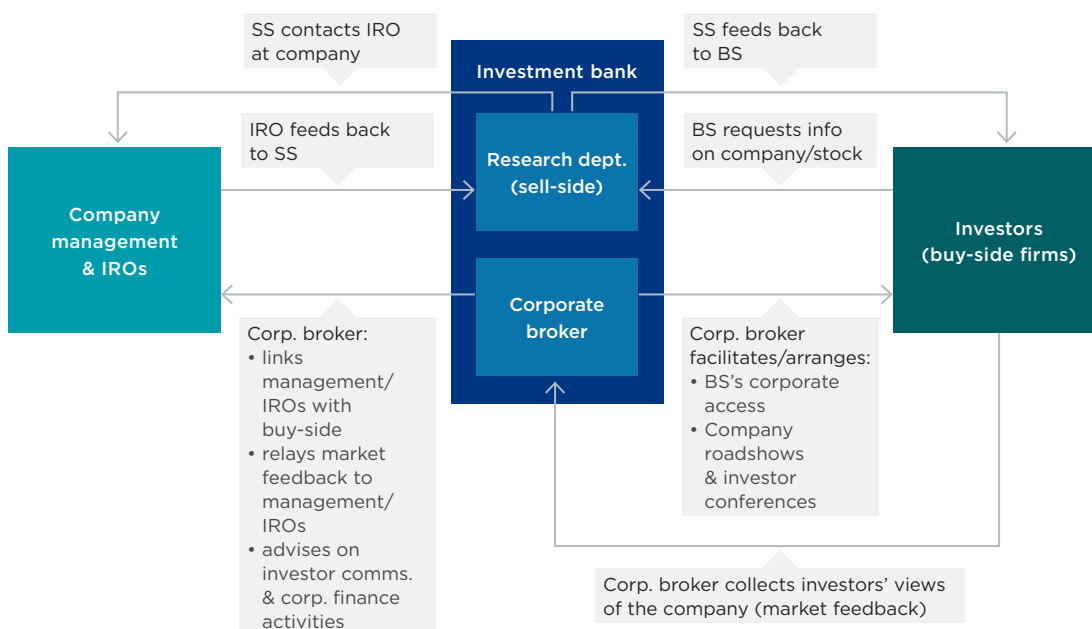 SS contacts IRO
at company
SS feeds back
to BS
Investment bank
IRO feeds back
to SS
BS requests info
on company/stock
Research dept.
(sell-side)
Company
management
& IROs
Investors
(buy-side firms)
Corporate
broker
Corp. broker:
• links
management/
IROs with
buy-side
• relays market
feedback to
management/
IROs
• advises on
investor comms.
& corp. finance
activities
Corp. broker
facilitates/arranges:
• BS’s corporate
access
• Company
roadshows
& investor
conferences
Corp. broker collects investors’ views
of the company (market feedback)